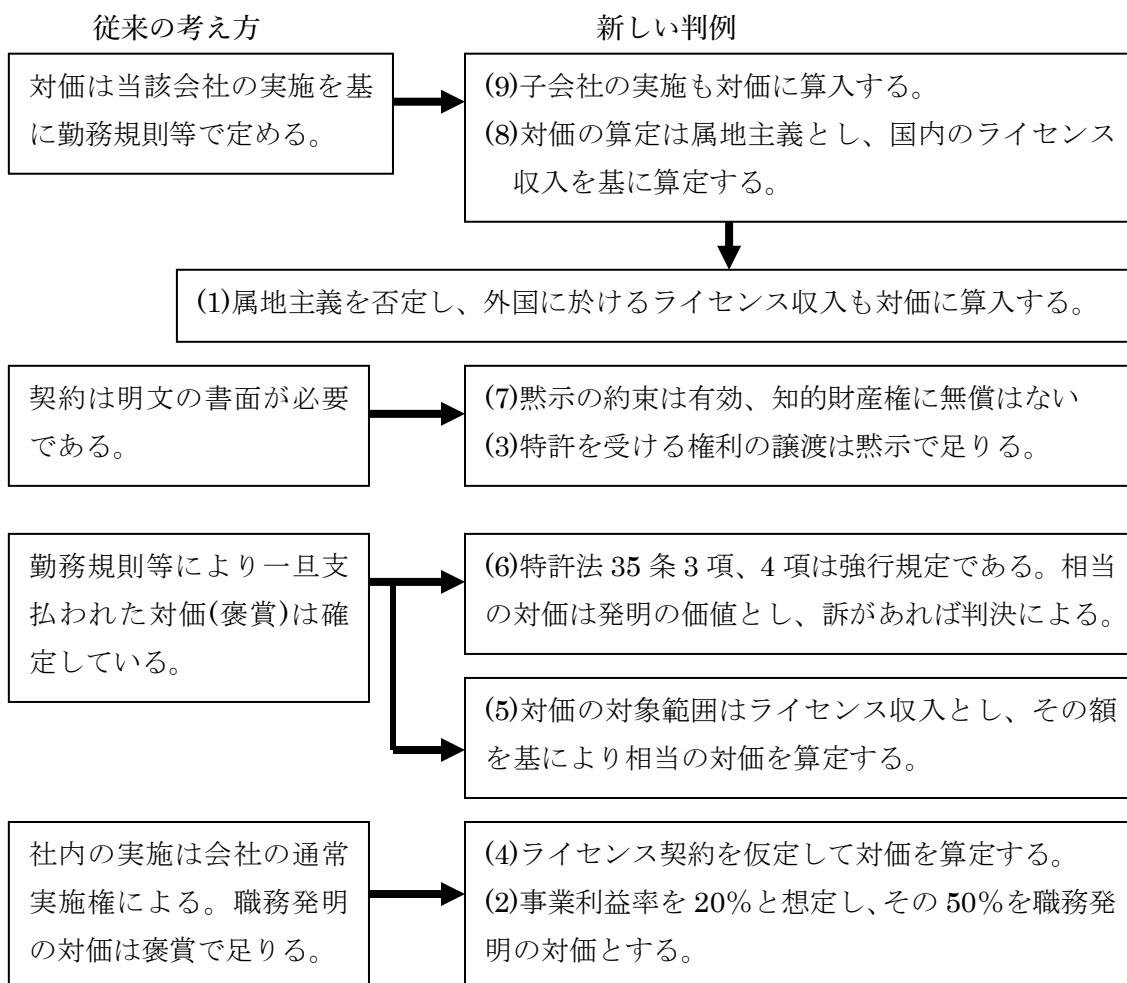 従来の考え方
新しい判例
対価は当該会社の実施を基
に勤務規則等で定める。
(9)子会社の実施も対価に算入する。
(8)対価の算定は属地主義とし、国内のライセンス
収入を基に算定する。
(1)属地主義を否定し、外国に於けるライセンス収入も対価に算入する。
契約は明文の書面が必要
である。
(7)黙示の約束は有効、知的財産権に無償はない
(3)特許を受ける権利の譲渡は黙示で足りる。
勤務規則等により一旦支
払われた対価(褒賞)は確
定している。
(6)特許法 35 条 3 項、4 項は強行規定である。相当
の対価は発明の価値とし、訴があれば判決による。
(5)対価の対象範囲はライセンス収入とし、その額
を基により相当の対価を算定する。
社内の実施は会社の通常
実施権による。職務発明
の対価は褒賞で足りる。
(4)ライセンス契約を仮定して対価を算定する。
(2)事業利益率を 20％と想定し、その 50％を職務発
明の対価とする。